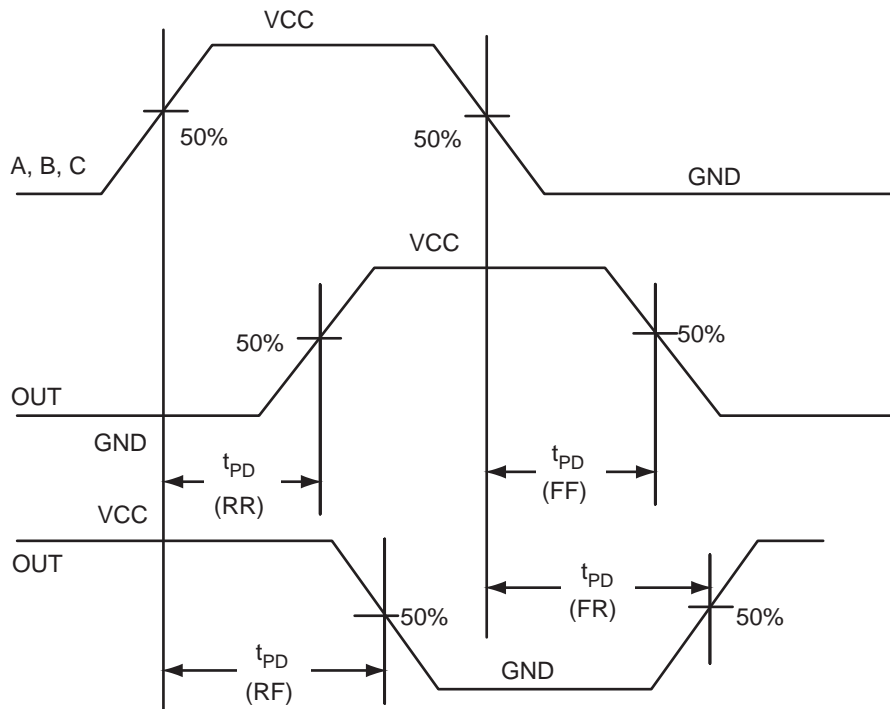 VCC
50%
50%
A, B, C
GND
VCC
50%
50%
OUT
GND
tPD
(RR)
tPD
(FF)
VCC
OUT
tPD
(FR)
50%
50%
tPD
(RF)
GND